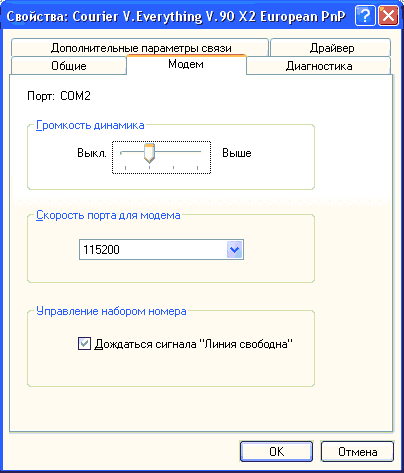 Свойства: Courier V.Everything V.90 X2 European PnP
Дополнительные параметры связи Драйвер
Общие Модем Диагностика
Порт: COM2
Громкость динамика
Выкл. Выше
Скорость порта для модема
115200
Управление набором номера
Дождаться сигнала "Линия свободна"
OK Отмена